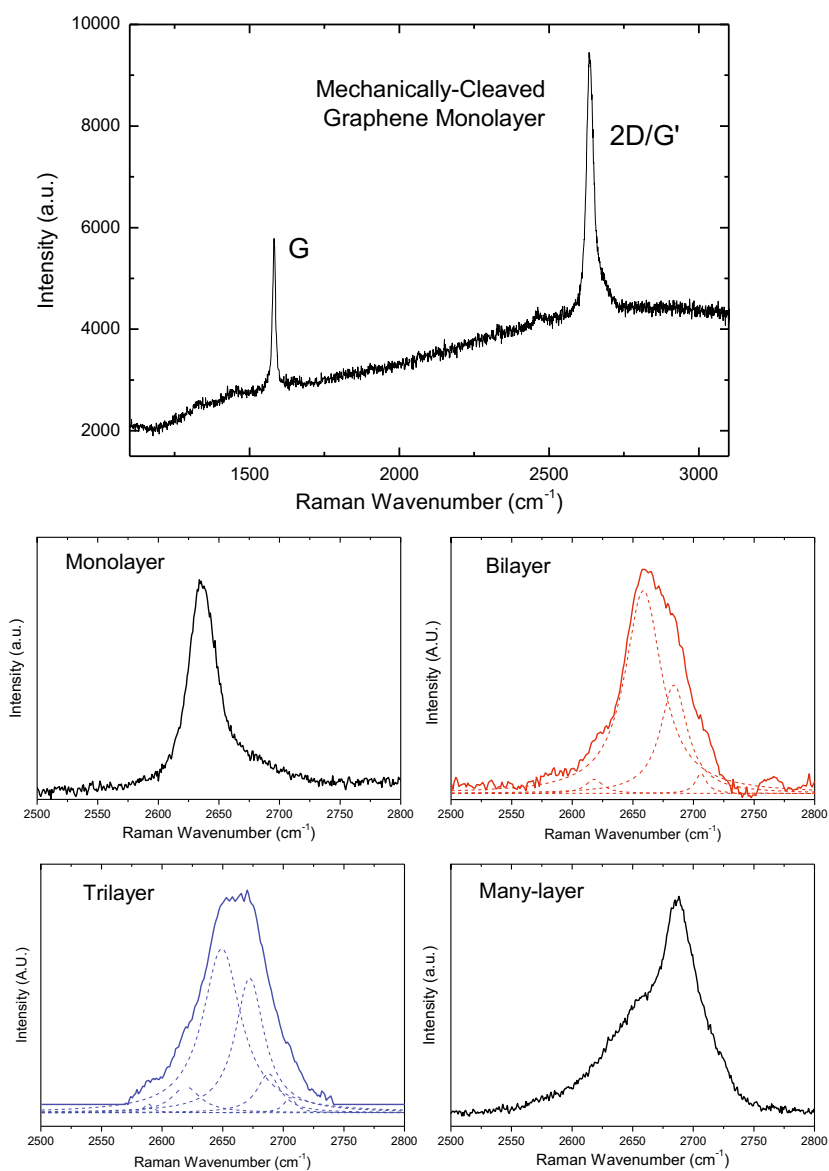 10000
8000
6000
4000
2000
Intensity (a.u.)
Mechanically-Cleaved
Graphene Monolayer
2D/G'
G
1500 2000 2500 3000
Raman Wavenumber (cm⁻¹)
Monolayer
Intensity (a.u.)
2500 2550 2600 2650 2700 2750 2800
Raman Wavenumber (cm⁻¹)
Bilayer
Intensity (A.U.)
2500 2550 2600 2650 2700 2750 2800
Raman Wavenumber (cm⁻¹)
Trilayer
Intensity (A.U.)
2500 2550 2600 2650 2700 2750 2800
Raman Wavenumber (cm⁻¹)
Many-layer
Intensity (a.u.)
2500 2550 2600 2650 2700 2750 2800
Raman Wavenumber (cm⁻¹)